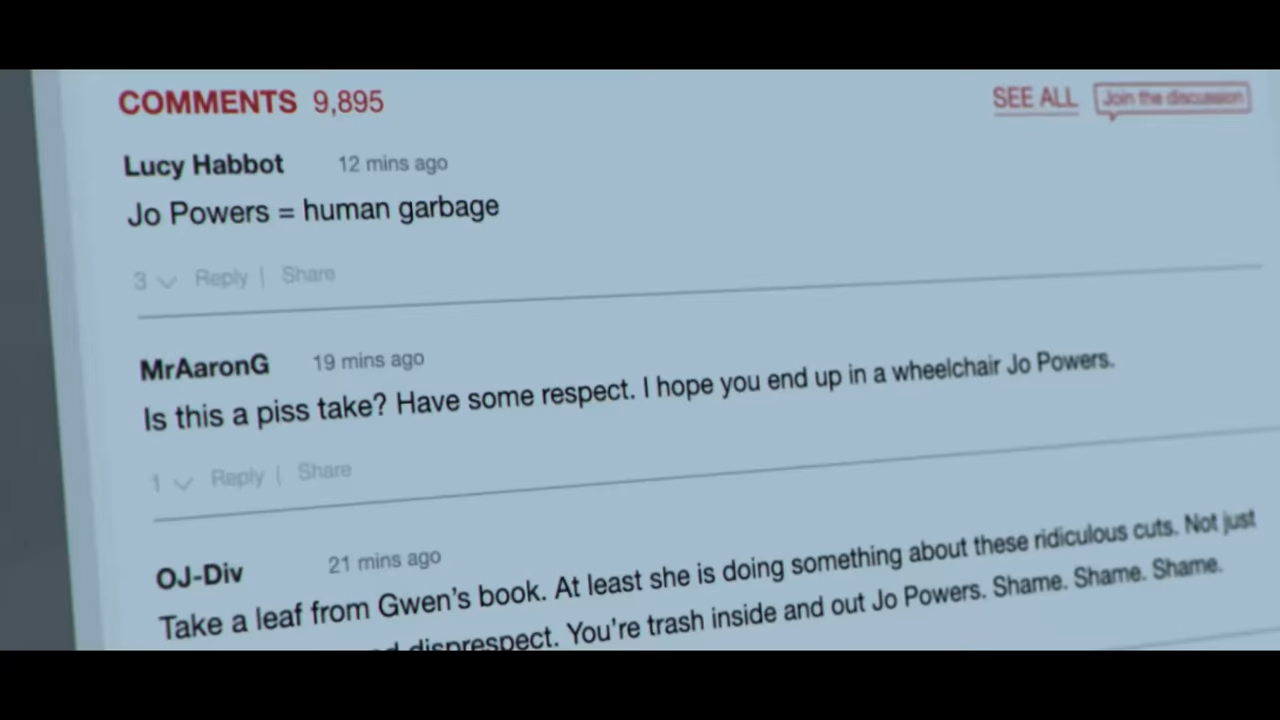 COMMENTS 9,895
SEE ALL
Join the discussion
Lucy Habbot 12 mins ago
Jo Powers = human garbage
3 Reply | Share
MrAaronG 19 mins ago
Is this a piss take? Have some respect. I hope you end up in a wheelchair Jo Powers.
1 Reply | Share
OJ-Div 21 mins ago
Take a leaf from Gwen's book. At least she is doing something about these ridiculous cuts. Not just
disprespect. You're trash inside and out Jo Powers. Shame. Shame. Shame.